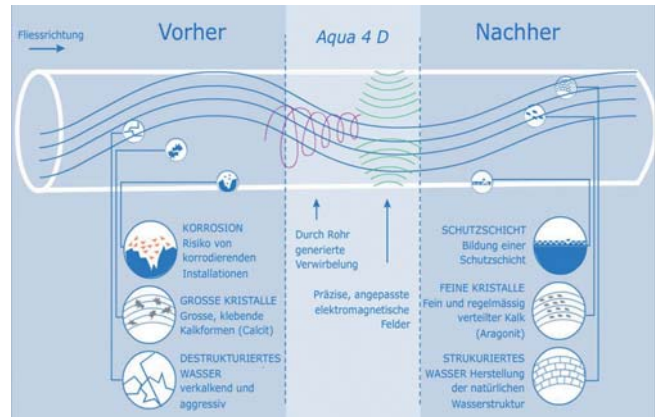 Fliessrichtung
Vorher
Aqua 4 D
Nachher
KORROSION
Risiko von
korrodierenden
Installationen
GROSSE KRISTALLE
Grosse, klebende
Kalkformen (Calcit)
DESTRUKTURIERTES
WASSER
verkalkend und
aggressiv
Durch Rohr
generierte
Verwirbelung
Präzise, angepasste
elektromagnetische
Felder
SCHUTZSCHICHT
Bildung einer
Schutzschicht
FEINE KRISTALLE
Fein und regelmässig
verteilter Kalk
(Aragonit)
STRUKURIERTES
WASSER Herstellung
der natürlichen
Wasserstruktur